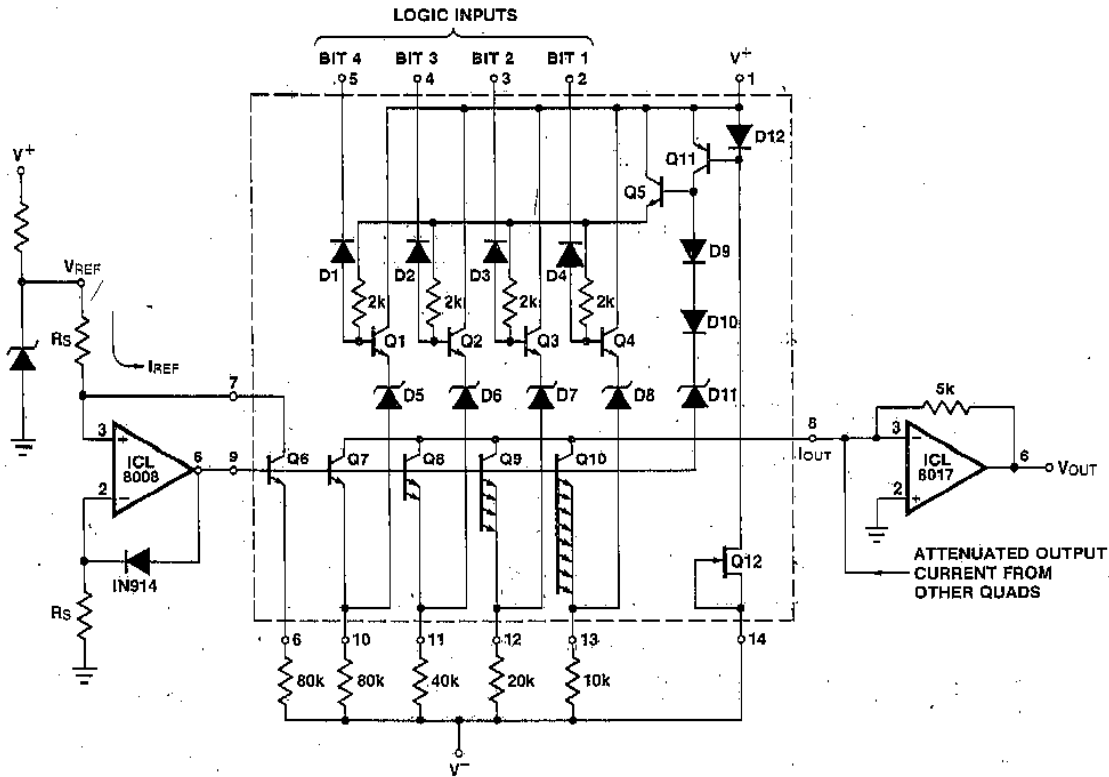 LOGIC INPUTS
BIT 4
BIT 3
BIT 2
BIT 1
V+
5
4
3
2
1
D12
Q11
Q5
V+
VREF
RS
IREF
D1
D2
D3
D4
D9
2k
2k
2k
2k
D10
Q1
Q2
Q3
Q4
7
D5
D6
D7
D8
D11
5k
3
+
ICL
8008
6
9
2
−
Q6
Q7
Q8
Q9
Q10
8
IOUT
3
−
ICL
8017
6
VOUT
2
+
IN914
RS
Q12
ATTENUATED OUTPUT
CURRENT FROM
OTHER QUADS
6
10
11
12
13
14
80k
80k
40k
20k
10k
V−